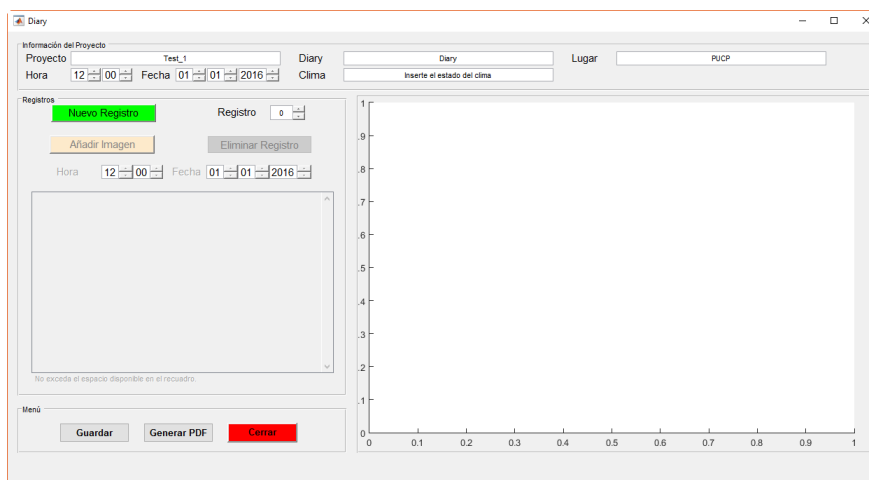 Diary
Información del Proyecto
Proyecto Test_1 Diary Diary Lugar PUCP
Hora 12 00 Fecha 01 01 2016 Clima Inserte el estado del clima
Registros
Nuevo Registro Registro 0
Añadir Imagen Eliminar Registro
Hora 12 00 Fecha 01 01 2016
No exceda el espacio disponible en el recuadro.
Menú
Guardar Generar PDF Cerrar
1
.9
.8
.7
.6
.5
.4
.3
.2
.1
0
0 0.1 0.2 0.3 0.4 0.5 0.6 0.7 0.8 0.9 1